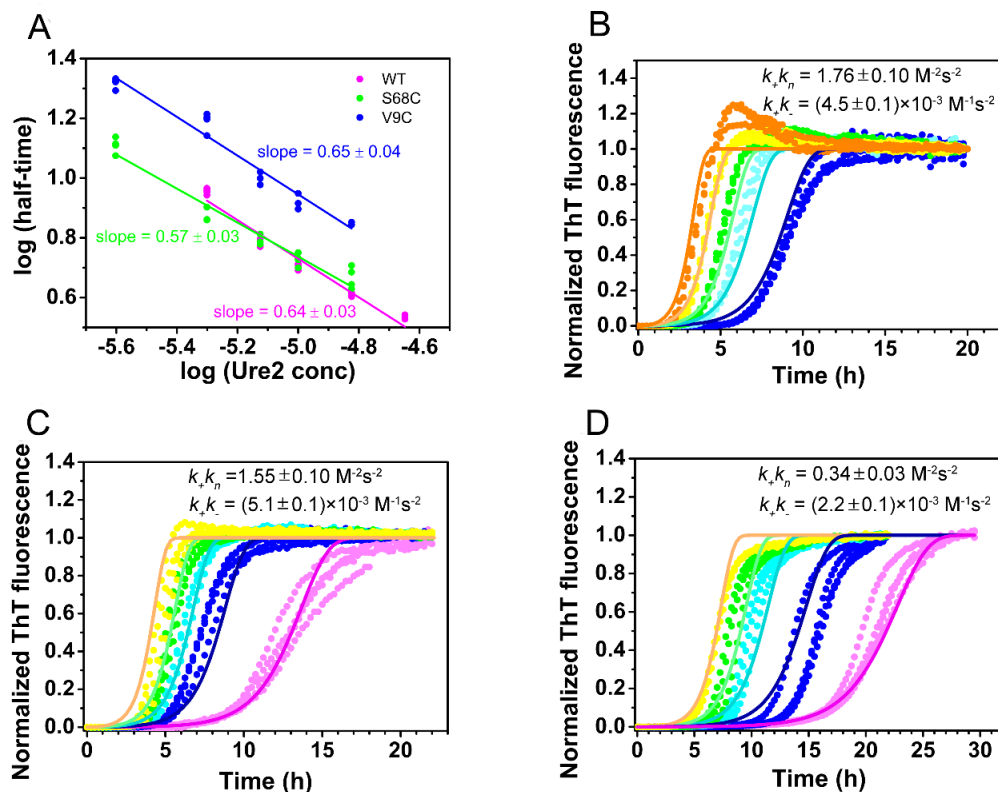 A
log (half-time)
1.4
1.2
1.0
0.8
0.6
WT
S68C
V9C
slope = 0.65 ± 0.04
slope = 0.57 ± 0.03
slope = 0.64 ± 0.03
-5.6 -5.4 -5.2 -5.0 -4.8 -4.6
log (Ure2 conc)
B
Normalized ThT fluorescence
1.4
1.2
1.0
0.8
0.6
0.4
0.2
0.0
k₊kₙ = 1.76 ± 0.10 M⁻²s⁻²
k₊k₋ = (4.5 ± 0.1)×10⁻³ M⁻¹s⁻²
0 5 10 15 20
Time (h)
C
Normalized ThT fluorescence
1.4
1.2
1.0
0.8
0.6
0.4
0.2
0.0
k₊kₙ =1.55 ± 0.10 M⁻²s⁻²
k₊k₋ = (5.1 ± 0.1)×10⁻³ M⁻¹s⁻²
0 5 10 15 20
Time (h)
D
Normalized ThT fluorescence
1.4
1.2
1.0
0.8
0.6
0.4
0.2
0.0
k₊kₙ = 0.34 ± 0.03 M⁻²s⁻²
k₊k₋ = (2.2 ± 0.1)×10⁻³ M⁻¹s⁻²
0 5 10 15 20 25 30
Time (h)